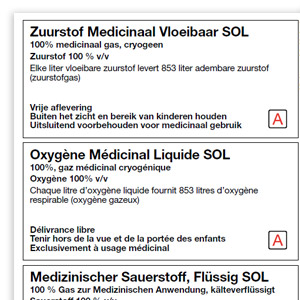 Zuurstof Medicinaal Vloeibaar SOL
100% medicinaal gas, cryogeen
Zuurstof 100 % v/v
Elke liter vloeibare zuurstof levert 853 liter adembare zuurstof
(zuurstofgas)
Vrije aflevering
Buiten het zicht en bereik van kinderen houden
Uitsluitend voorbehouden voor medicinaal gebruik
A
Oxygène Médicinal Liquide SOL
100%, gaz médicinal cryogénique
Oxygène 100% v/v
Chaque litre d’oxygène liquide fournit 853 litres d’oxygène
respirable (oxygène gazeux)
Délivrance libre
Tenir hors de la vue et de la portée des enfants
Exclusivement à usage médicinal
A
Medizinischer Sauerstoff, Flüssig SOL
100 % Gas zur Medizinischen Anwendung, kälteverflüssigt
Sauerstoff 100 % v/v